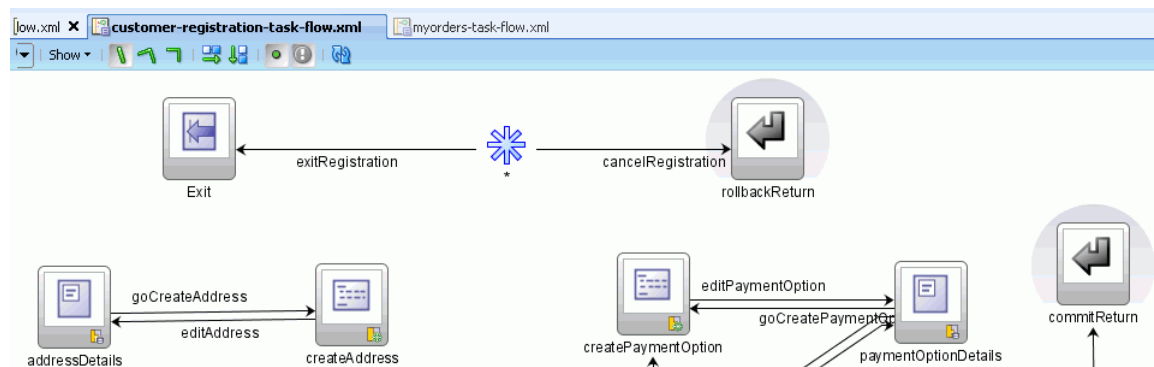 low.xml
customer-registration-task-flow.xml
myorders-task-flow.xml
Show
exitRegistration
*
cancelRegistration
Exit
rollbackReturn
goCreateAddress
editAddress
addressDetails
createAddress
editPaymentOption
goCreatePaymentOp
createPaymentOption
paymentOptionDetails
commitReturn